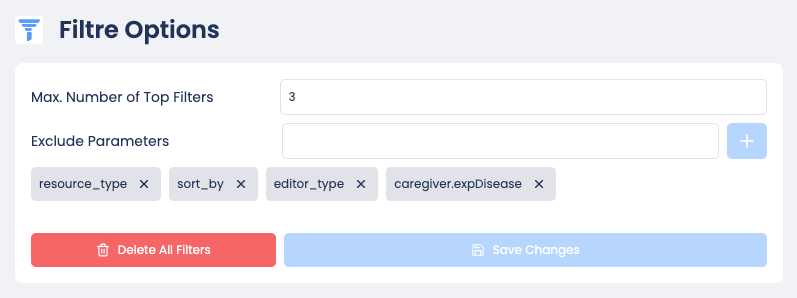 Filtre Options
Max. Number of Top Filters 3
Exclude Parameters
resource_type sort_by editor_type caregiver.expDisease
Delete All Filters Save Changes